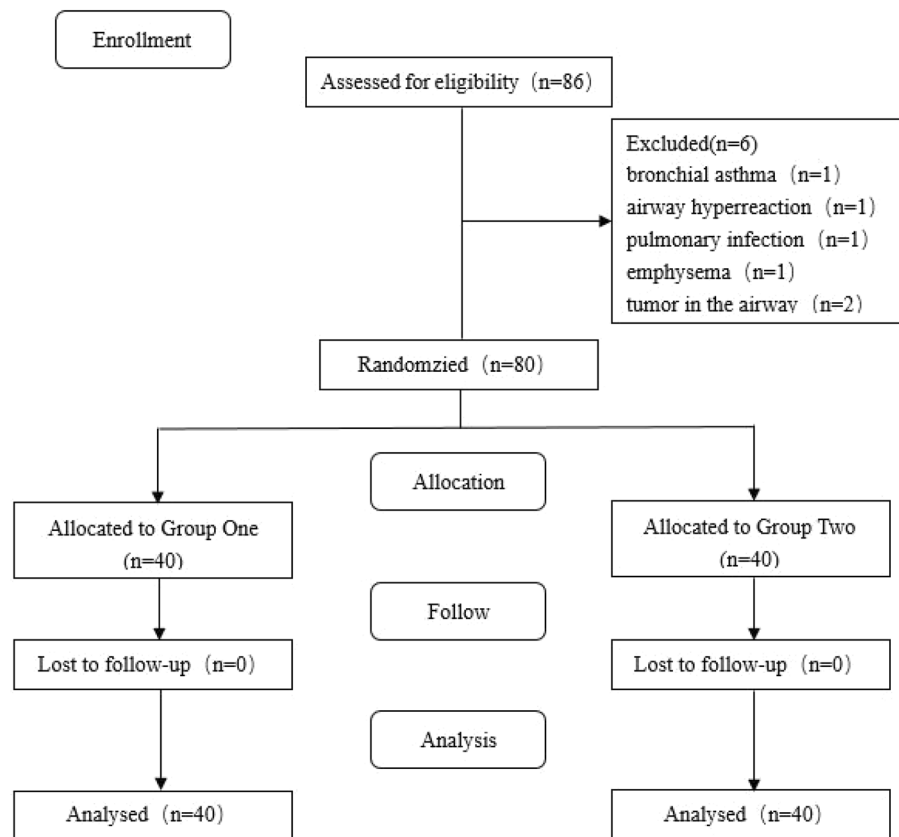 Enrollment
Assessed for eligibility（n=86）
Excluded(n=6)
bronchial asthma（n=1）
airway hyperreaction（n=1）
pulmonary infection（n=1）
emphysema（n=1）
tumor in the airway（n=2）
Randomzied（n=80）
Allocation
Allocated to Group One
(n=40)
Allocated to Group Two
(n=40)
Follow
Lost to follow-up（n=0）
Lost to follow-up（n=0）
Analysis
Analysed（n=40）
Analysed（n=40）